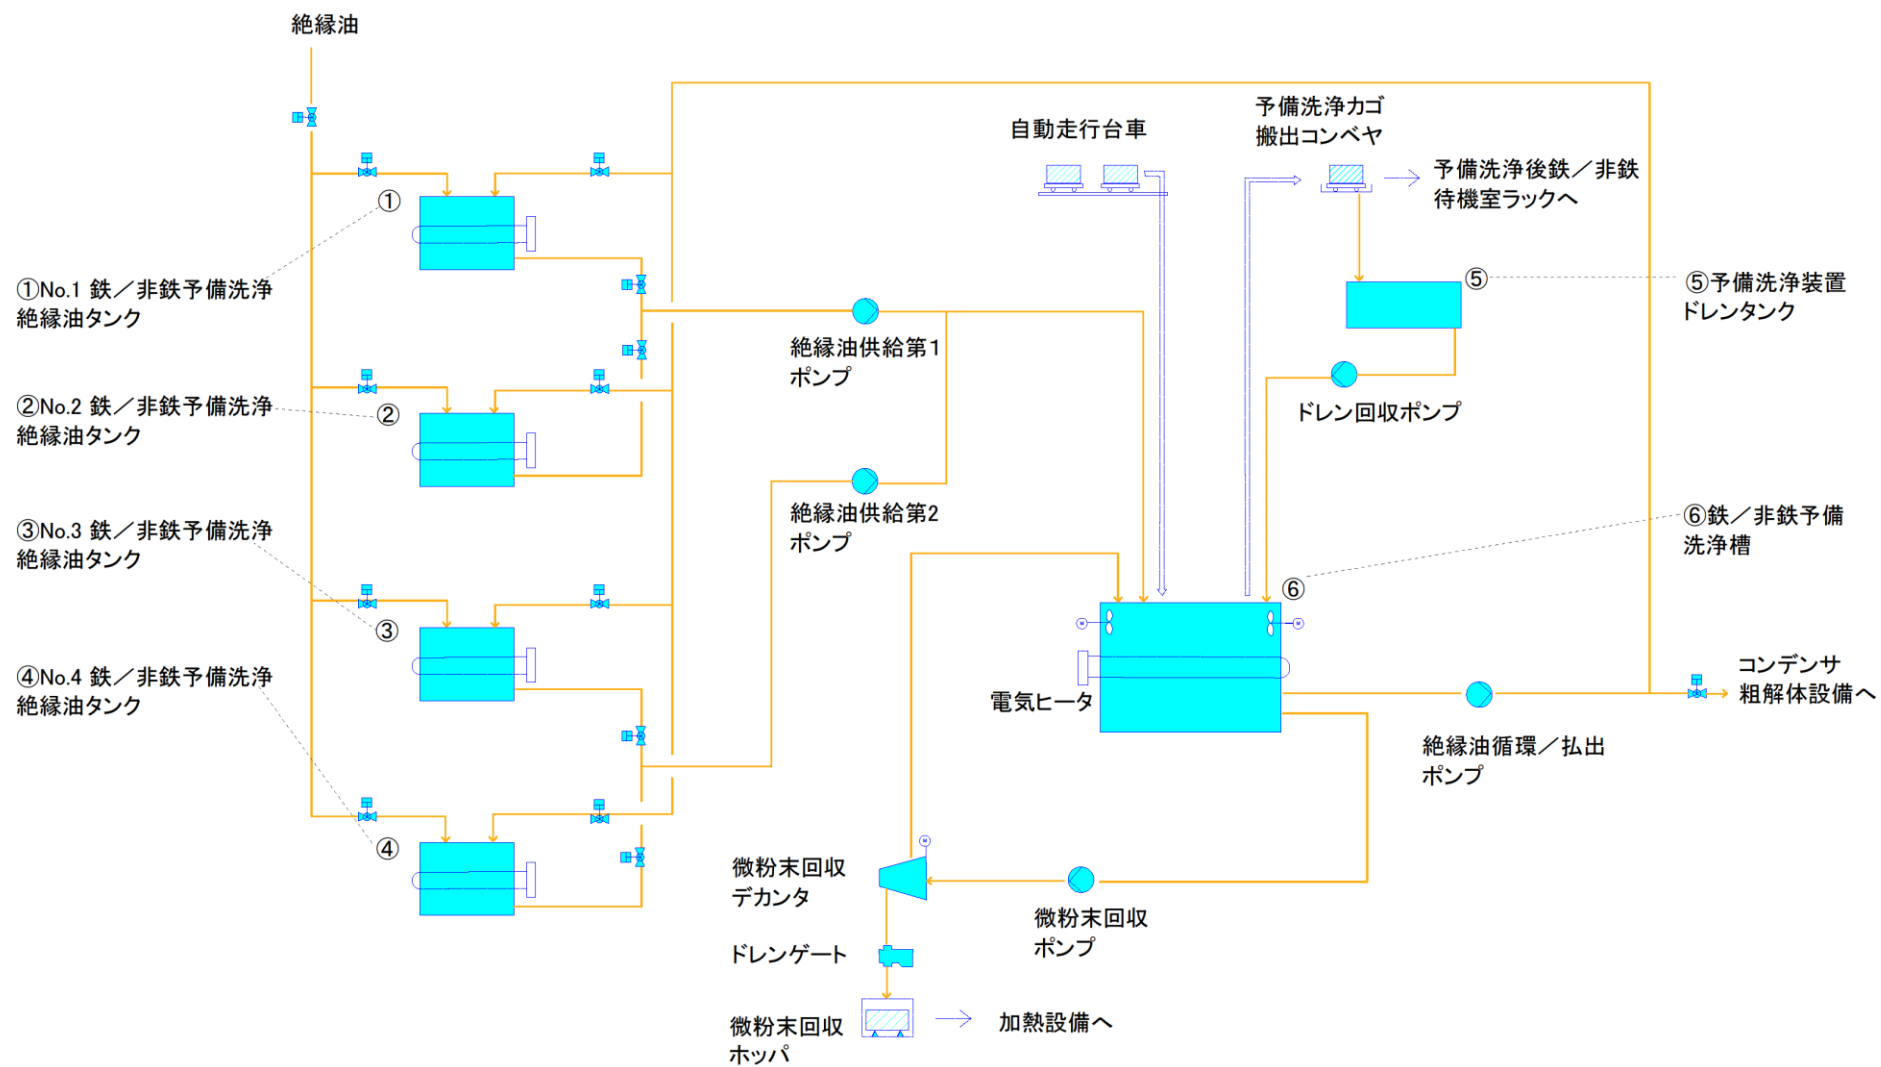 絶縁油
①
①No.1 鉄／非鉄予備洗浄
絶縁油タンク
②
②No.2 鉄／非鉄予備洗浄
絶縁油タンク
③No.3 鉄／非鉄予備洗浄
絶縁油タンク
③
④No.4 鉄／非鉄予備洗浄
絶縁油タンク
④
絶縁油供給第1
ポンプ
絶縁油供給第2
ポンプ
自動走行台車
予備洗浄カゴ
搬出コンベヤ
予備洗浄後鉄／非鉄
待機室ラックへ
⑤
⑤予備洗浄装置
ドレンタンク
ドレン回収ポンプ
⑥鉄／非鉄予備
洗浄槽
⑥
M
M
電気ヒータ
コンデンサ
粗解体設備へ
絶縁油循環／払出
ポンプ
M
微粉末回収
デカンタ
微粉末回収
ポンプ
ドレンゲート
微粉末回収
ホッパ
加熱設備へ